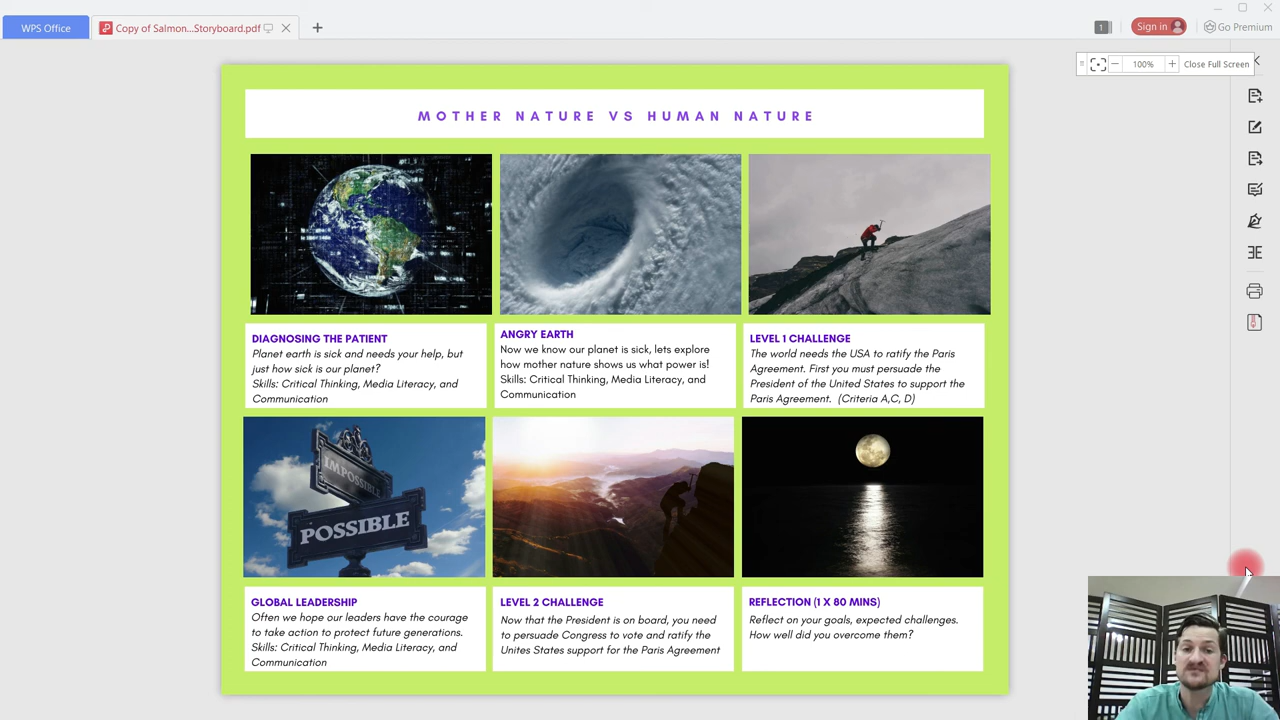 WPS Office
Copy of Salmon...Storyboard.pdf
1
Sign in
Go Premium
100%
Close Full Screen
MOTHER NATURE VS HUMAN NATURE
DIAGNOSING THE PATIENT
Planet earth is sick and needs your help, but
just how sick is our planet?
Skills: Critical Thinking, Media Literacy, and
Communication
ANGRY EARTH
Now we know our planet is sick, lets explore
how mother nature shows us what power is!
Skills: Critical Thinking, Media Literacy, and
Communication
LEVEL 1 CHALLENGE
The world needs the USA to ratify the Paris
Agreement. First you must persuade the
President of the United States to support the
Paris Agreement. (Criteria A,C, D)
IMPOSSIBLE
POSSIBLE
GLOBAL LEADERSHIP
Often we hope our leaders have the courage
to take action to protect future generations.
Skills: Critical Thinking, Media Literacy, and
Communication
LEVEL 2 CHALLENGE
Now that the President is on board, you need
to persuade Congress to vote and ratify the
Unites States support for the Paris Agreement
REFLECTION (1 X 80 MINS)
Reflect on your goals, expected challenges.
How well did you overcome them?